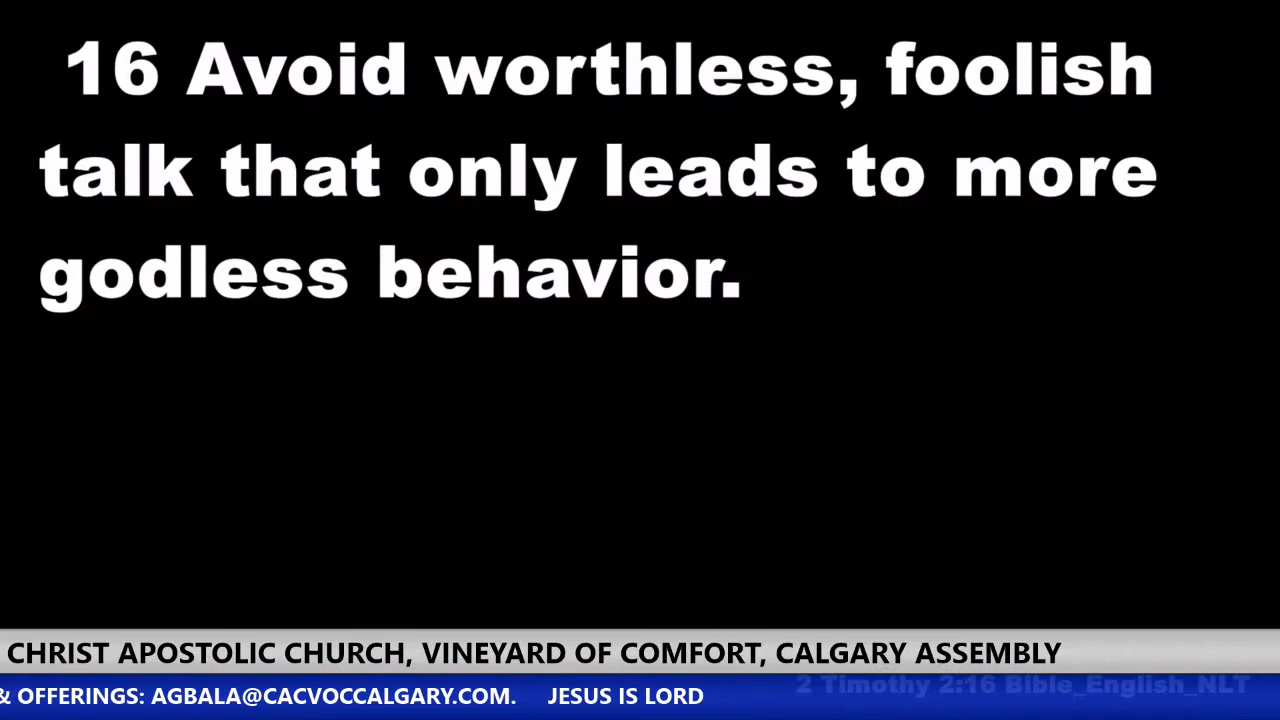 16 Avoid worthless, foolish
talk that only leads to more
godless behavior.
CHRIST APOSTOLIC CHURCH, VINEYARD OF COMFORT, CALGARY ASSEMBLY
& OFFERINGS: AGBALA@CACVOCCALGARY.COM. JESUS IS LORD
2 Timothy 2:16 Bible_English_NLT